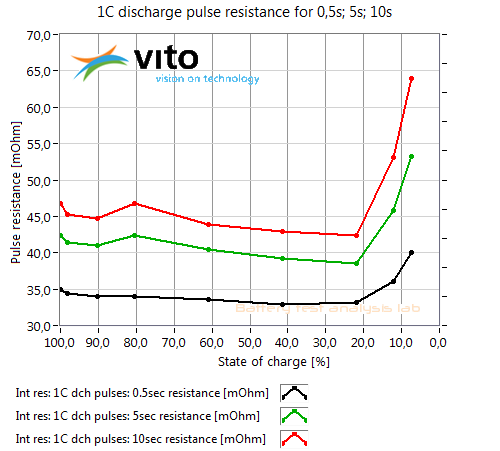 1C discharge pulse resistance for 0,5s; 5s; 10s
vito
vision on technology
Pulse resistance [mOhm]
70,0
65,0
60,0
55,0
50,0
45,0
40,0
35,0
30,0
Battery test analysis lab
100,0 90,0 80,0 70,0 60,0 50,0 40,0 30,0 20,0 10,0 0,0
State of charge [%]
Int res: 1C dch pulses: 0.5sec resistance [mOhm]
Int res: 1C dch pulses: 5sec resistance [mOhm]
Int res: 1C dch pulses: 10sec resistance [mOhm]